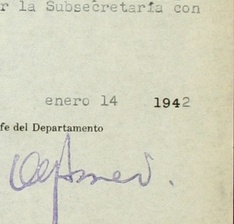 r la Subsecretaría con
enero 14 1942
fe del Departamento